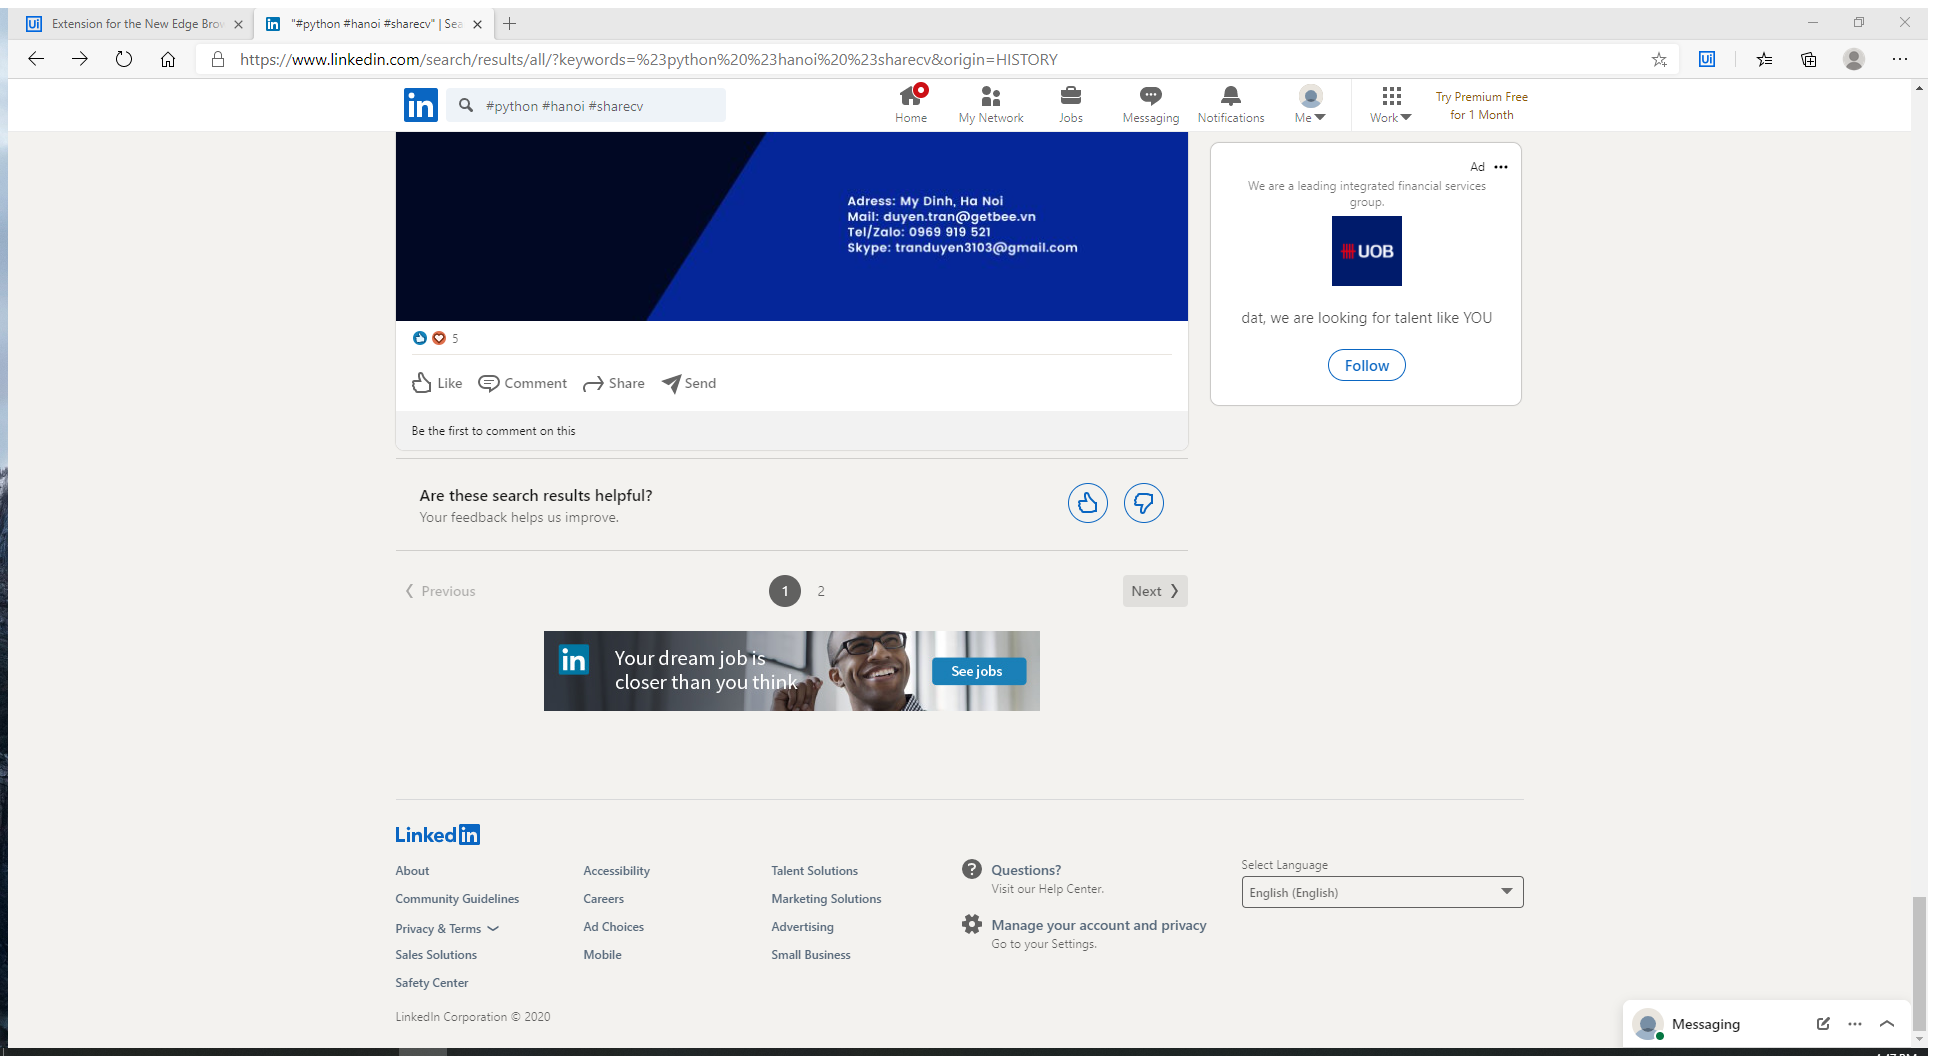 Extension for the New Edge Brow
"#python #hanoi #sharecv" | Sea
https://www.linkedin.com/search/results/all/?keywords=%23python%20%23hanoi%20%23sharecv&origin=HISTORY
Ui
in
#python #hanoi #sharecv
Home
My Network
Jobs
Messaging
Notifications
Me
Work
Try Premium Free
for 1 Month
Adress: My Dinh, Ha Noi
Mail: duyen.tran@getbee.vn
Tel/Zalo: 0969 919 521
Skype: tranduyen3103@gmail.com
5
Like
Comment
Share
Send
Be the first to comment on this
Ad
We are a leading integrated financial services
group.
UOB
dat, we are looking for talent like YOU
Follow
Are these search results helpful?
Your feedback helps us improve.
Previous
1
2
Next
in
Your dream job is
closer than you think
See jobs
Linkedin
About
Accessibility
Talent Solutions
Community Guidelines
Careers
Marketing Solutions
Privacy & Terms
Ad Choices
Advertising
Sales Solutions
Mobile
Small Business
Safety Center
Questions?
Visit our Help Center.
Manage your account and privacy
Go to your Settings.
Select Language
English (English)
LinkedIn Corporation © 2020
Messaging